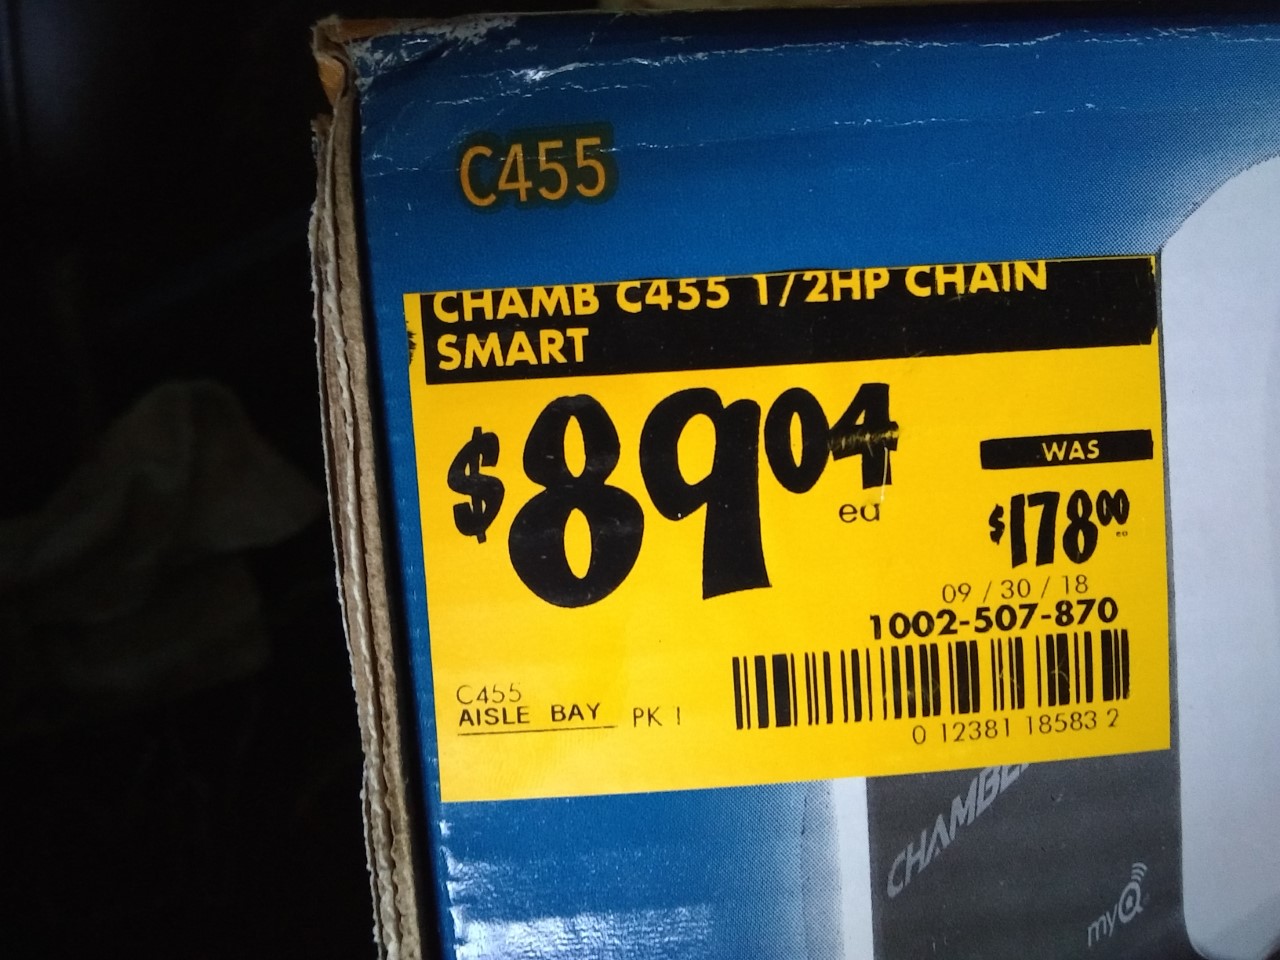 C455
CHAMB C455 1/2HP CHAIN
SMART
$89.04
ea
WAS
$178.00
ea
09 / 30 / 18
1002-507-870
C455
AISLE BAY PK 1
0 12381 18583 2
myQ